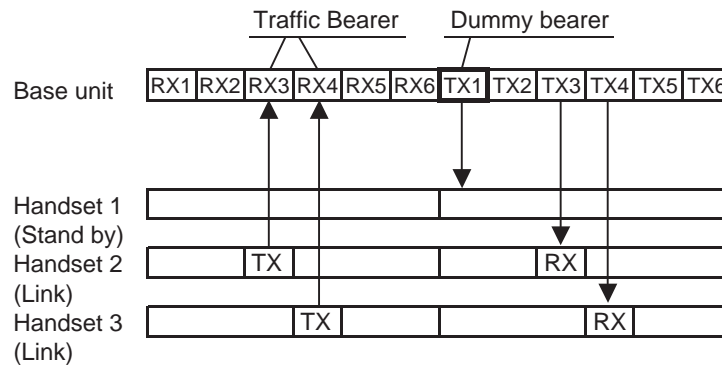 Traffic Bearer Dummy bearer
Base unit RX1 RX2 RX3 RX4 RX5 RX6 TX1 TX2 TX3 TX4 TX5 TX6
Handset 1
(Stand by)
Handset 2 TX RX
(Link)
Handset 3 TX RX
(Link)